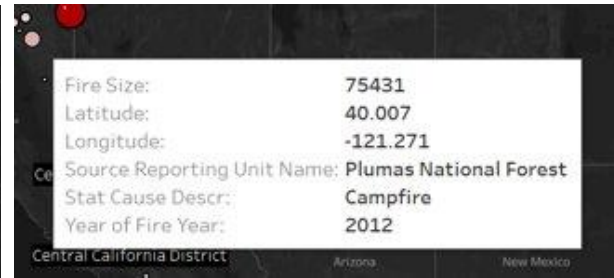 Fire Size: 75431
Latitude: 40.007
Longitude: -121.271
Ce Source Reporting Unit Name: Plumas National Forest
Stat Cause Descr: Campfire
Year of Fire Year: 2012
Central California District Arizona New Mexico